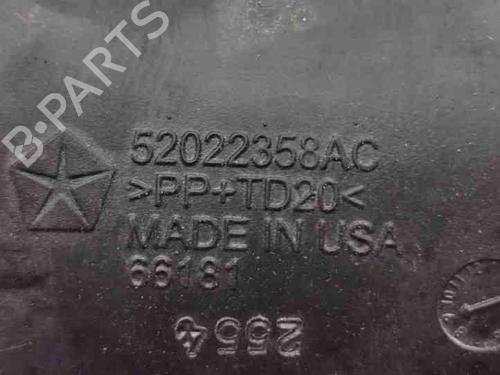 B-PARTS
52022358AC
>PP+TD20<
MADE IN USA
66181
2554